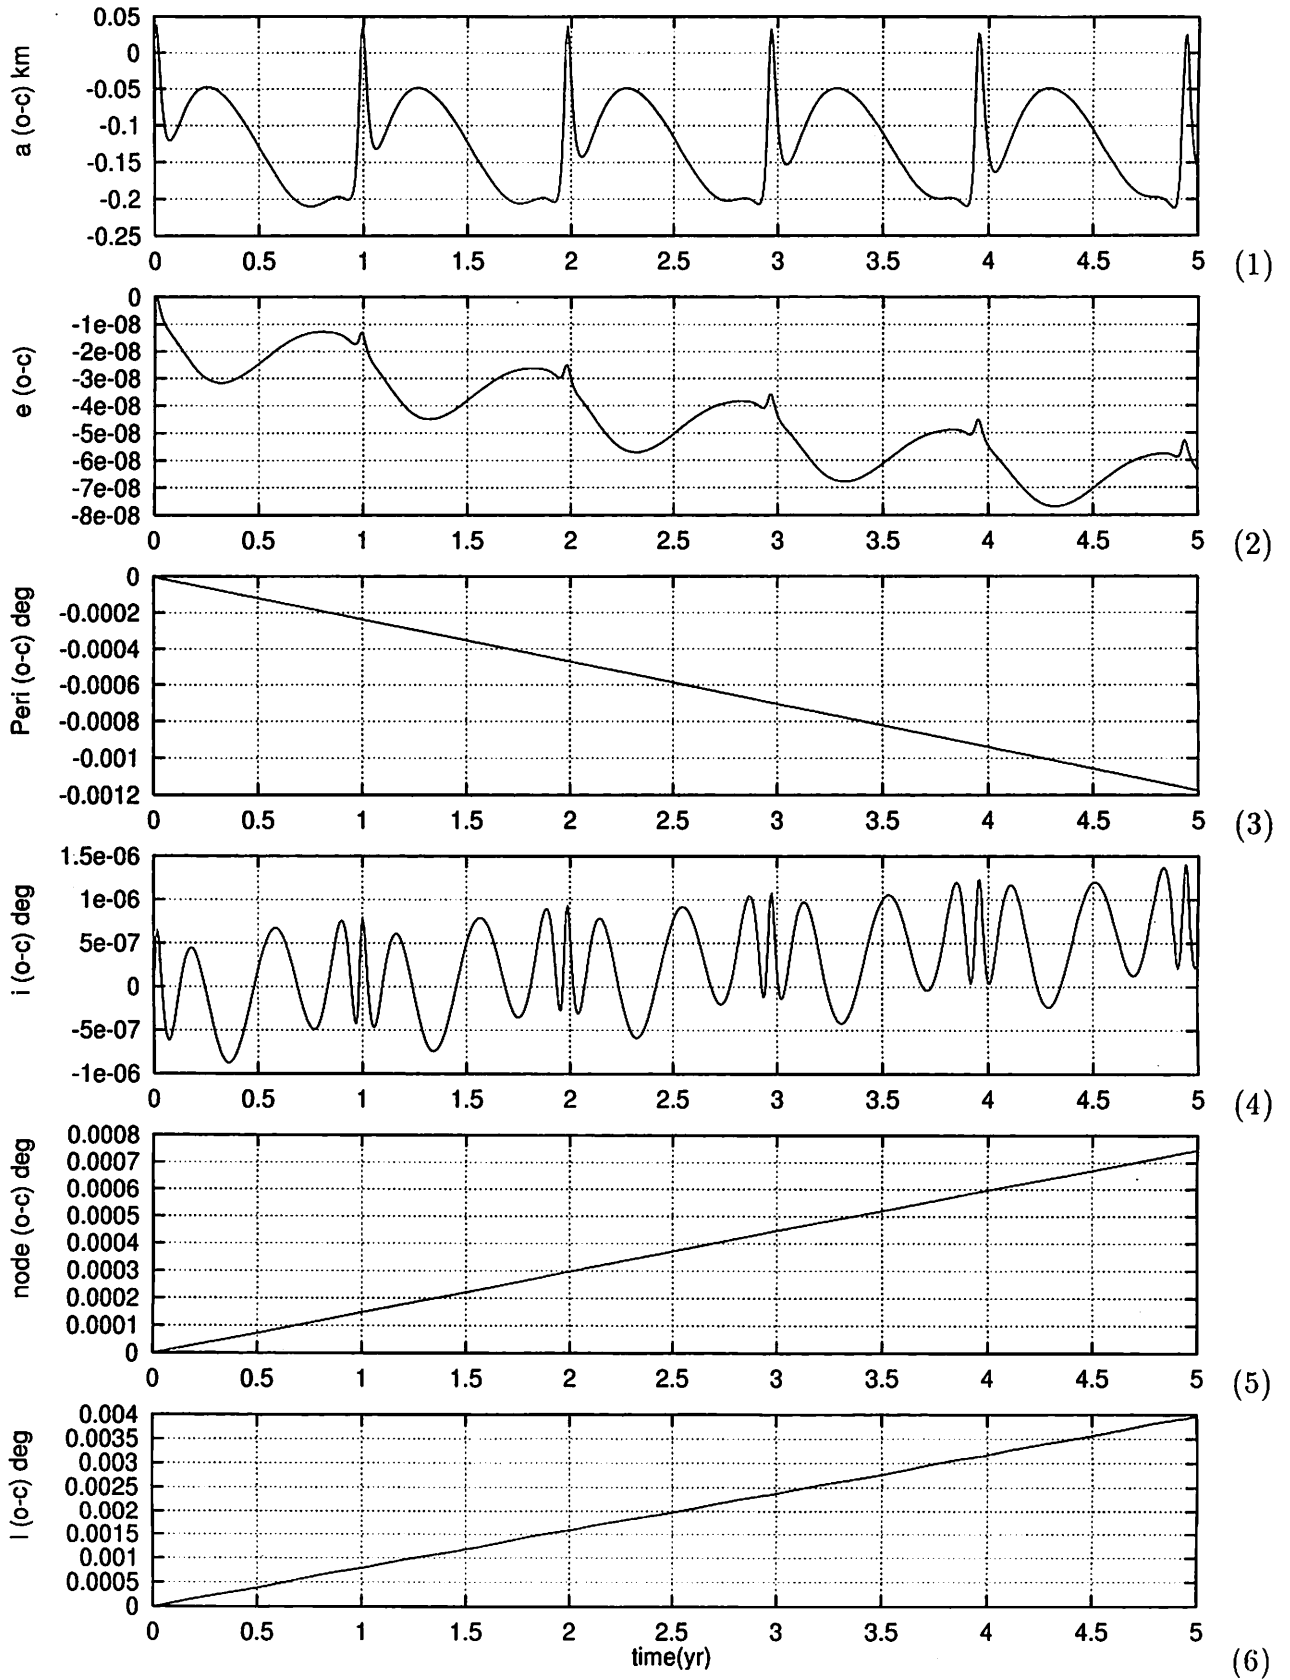 a (o-c) km
0.05
0
-0.05
-0.1
-0.15
-0.2
-0.25
0 0.5 1 1.5 2 2.5 3 3.5 4 4.5 5 (1)
e (o-c)
0
-1e-08
-2e-08
-3e-08
-4e-08
-5e-08
-6e-08
-7e-08
-8e-08
0 0.5 1 1.5 2 2.5 3 3.5 4 4.5 5 (2)
Peri (o-c) deg
0
-0.0002
-0.0004
-0.0006
-0.0008
-0.001
-0.0012
0 0.5 1 1.5 2 2.5 3 3.5 4 4.5 5 (3)
i (o-c) deg
1.5e-06
1e-06
5e-07
0
-5e-07
-1e-06
0 0.5 1 1.5 2 2.5 3 3.5 4 4.5 5 (4)
node (o-c) deg
0.0008
0.0007
0.0006
0.0005
0.0004
0.0003
0.0002
0.0001
0
0 0.5 1 1.5 2 2.5 3 3.5 4 4.5 5 (5)
l (o-c) deg
0.004
0.0035
0.003
0.0025
0.002
0.0015
0.001
0.0005
0
0 0.5 1 1.5 2 2.5 3 3.5 4 4.5 5
time(yr) (6)